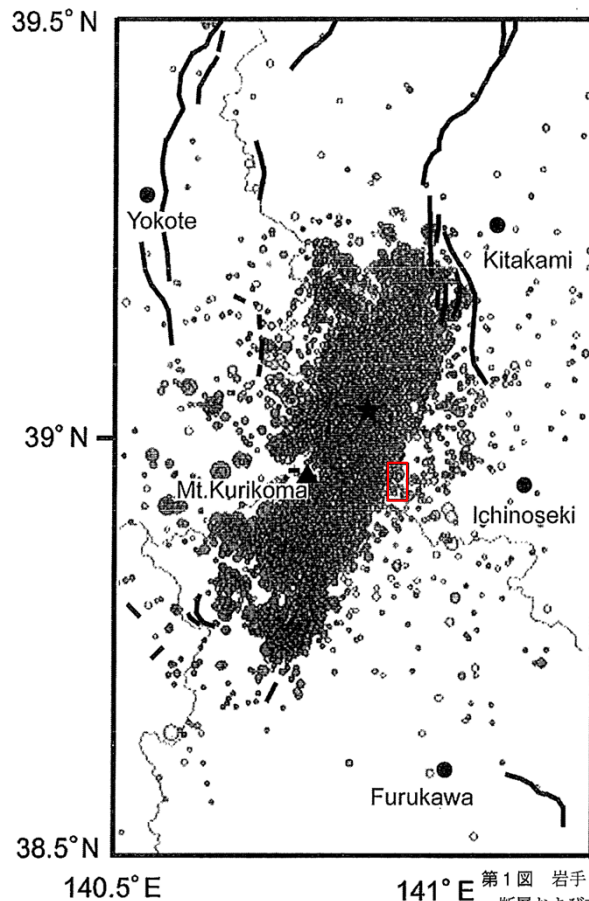 39.5°N
Yokote
Kitakami
39°N
Mt.Kurikoma
Ichinoseki
Furukawa
38.5°N
140.5°E
141°E
第1図 岩手